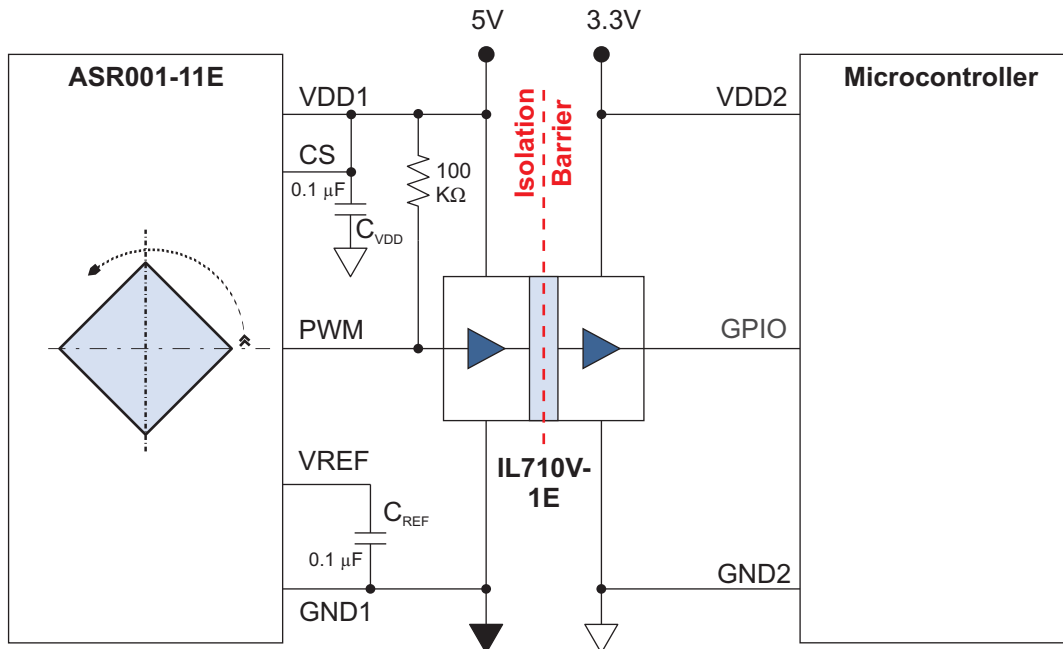 5V
3.3V
ASR001-11E
Microcontroller
VDD1
VDD2
Isolation
Barrier
CS
100
KΩ
0.1 µF
CVDD
PWM
GPIO
VREF
IL710V-
1E
CREF
0.1 µF
GND1
GND2